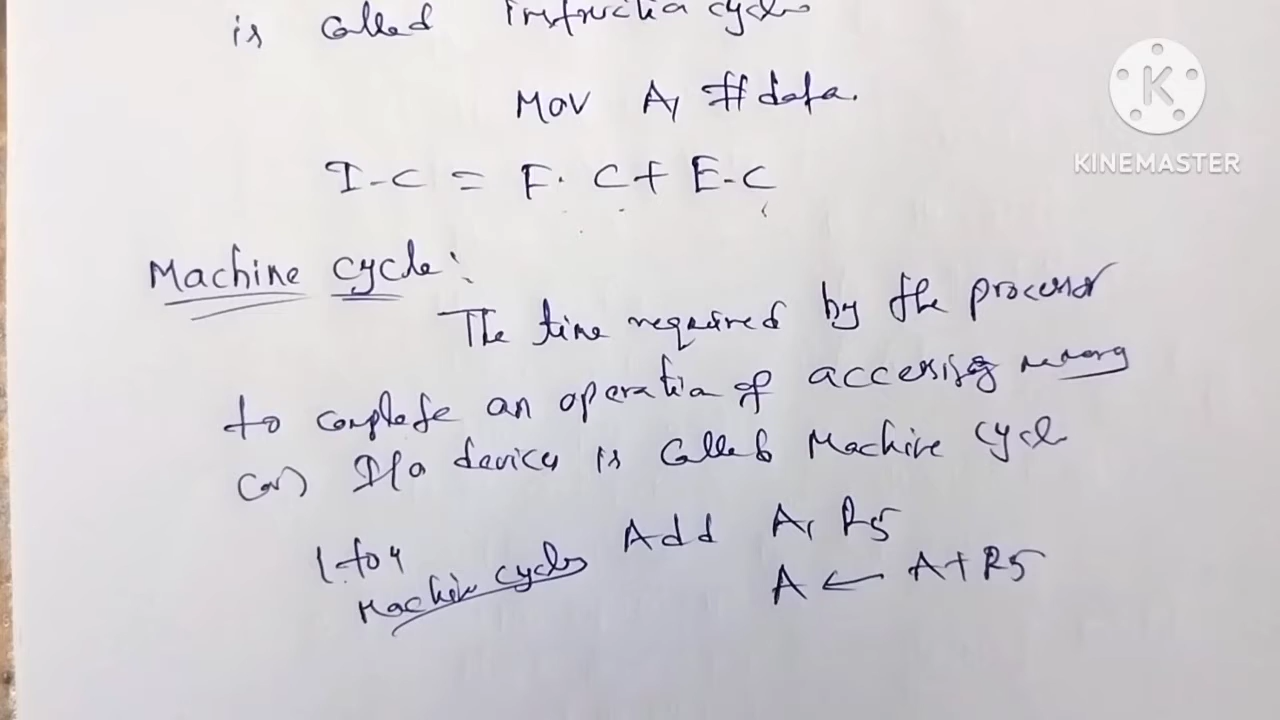 is called instruction cycle
Mov A, #data.
I-C = F. C + E-C
Machine cycle:
The time required by the processor
to complete an operation of accessing memory
(or) I/o devices is called Machine cycle
1 to 4
Machine cycles
Add A, R5
A ← A+R5
K
KINEMASTER